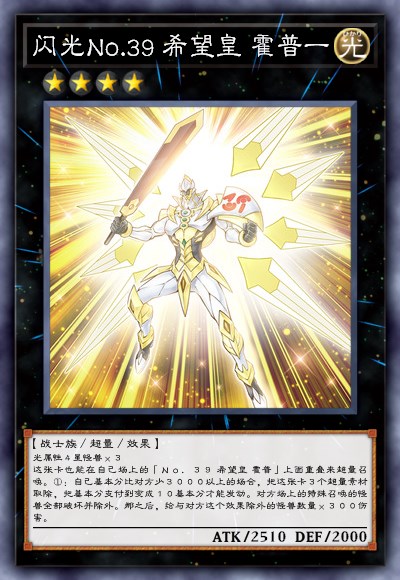 闪光No.39 希望皇 霍普一
光
39
【战士族／超量／效果】
光属性4星怪兽×3
这张卡也能在自己场上的「No.39 希望皇 霍普」上面重叠来超量召
唤。①：自己基本分比对方少3000以上的场合，把这张卡3个超量素材
取除，把基本分支付到变成10基本分才能发动。对方场上的特殊召唤的怪
兽全部破坏并除外。那之后，给与对方这个效果除外的怪兽数量×300伤
害。
ATK/2510 DEF/2000